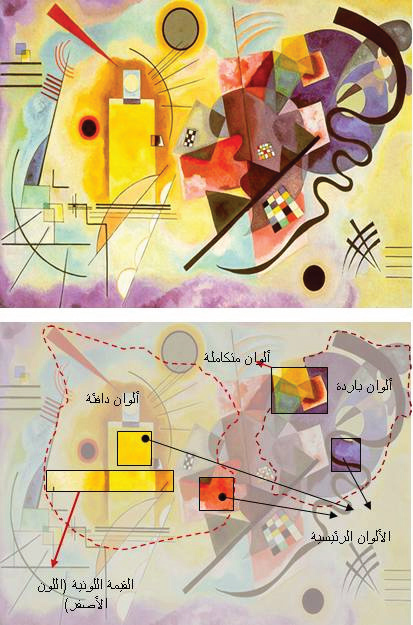 ألوان متكاملة
ألوان باردة
ألوان دافئة
الألوان الرئيسية
القيمة اللونية (اللون
الأصفر)